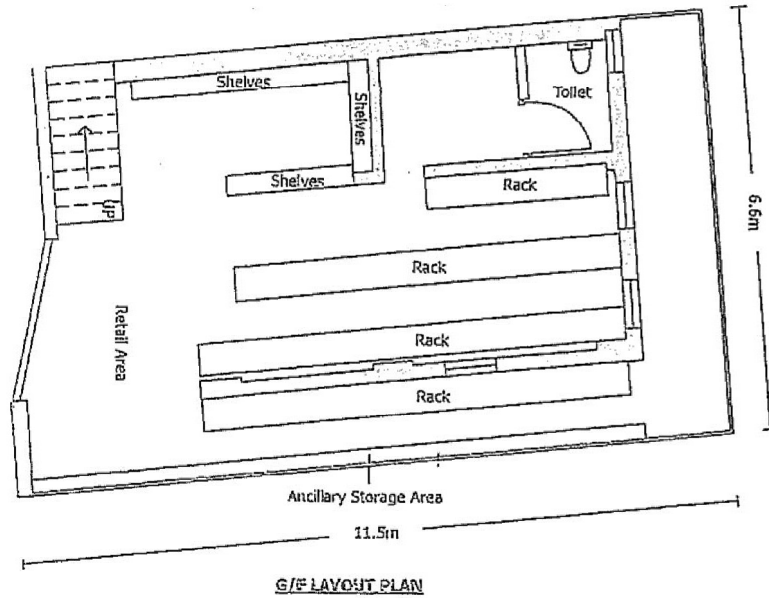 Shelves
Shelves
Toilet
Shelves
Rack
UP
6.6m
Rack
Retail Area
Rack
Rack
Ancillary Storage Area
11.5m
G/F LAYOUT PLAN